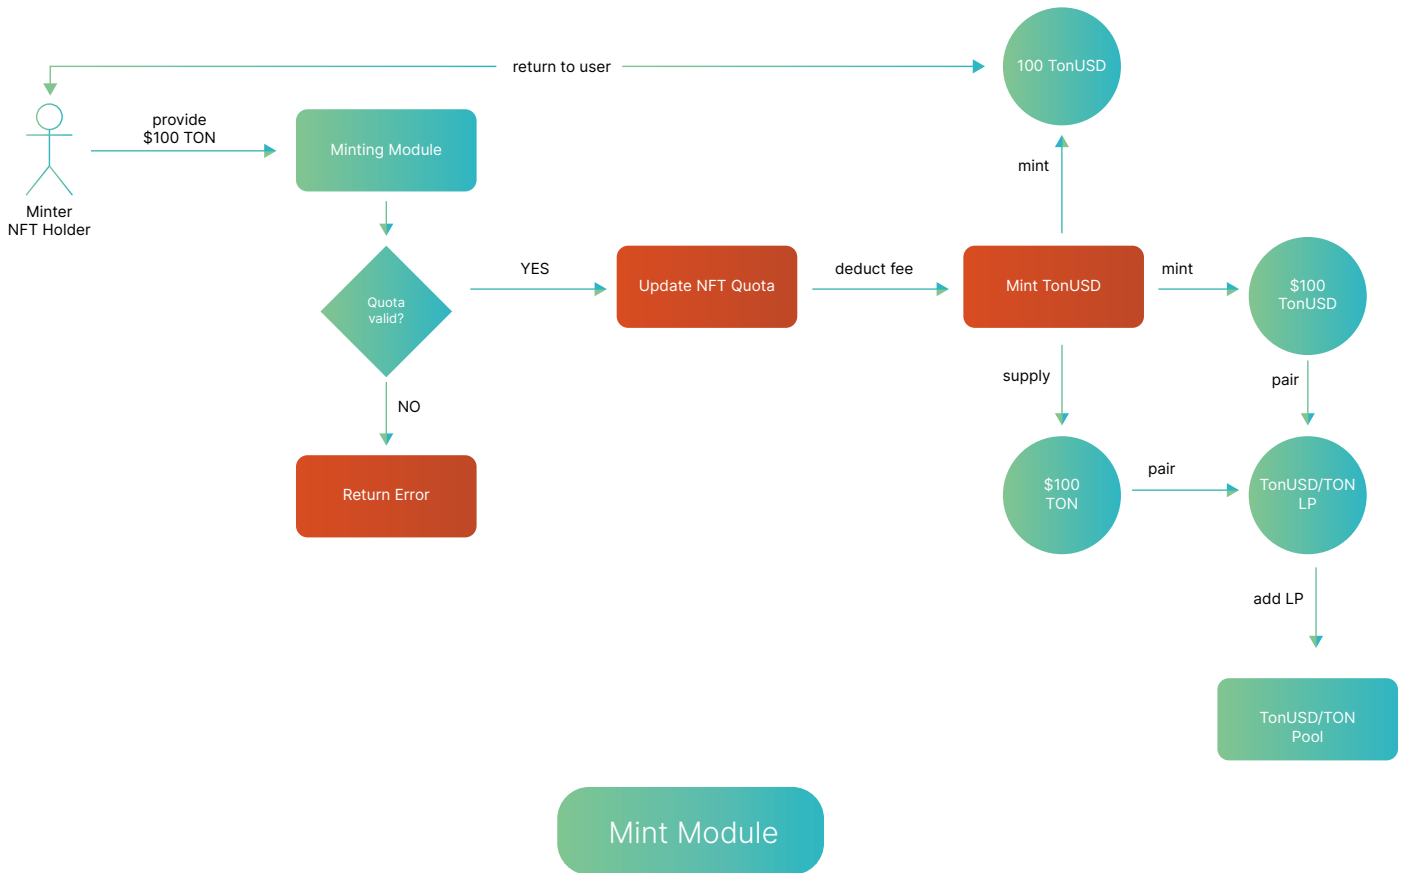 return to user
100 TonUSD
provide
$100 TON
Minting Module
mint
Minter
NFT Holder
Quota
valid?
YES
Update NFT Quota
deduct fee
Mint TonUSD
mint
$100
TonUSD
NO
supply
pair
Return Error
$100
TON
pair
TonUSD/TON
LP
add LP
TonUSD/TON
Pool
Mint Module